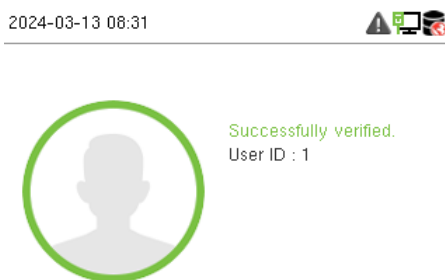 2024-03-13 08:31
Successfully verified.
User ID : 1